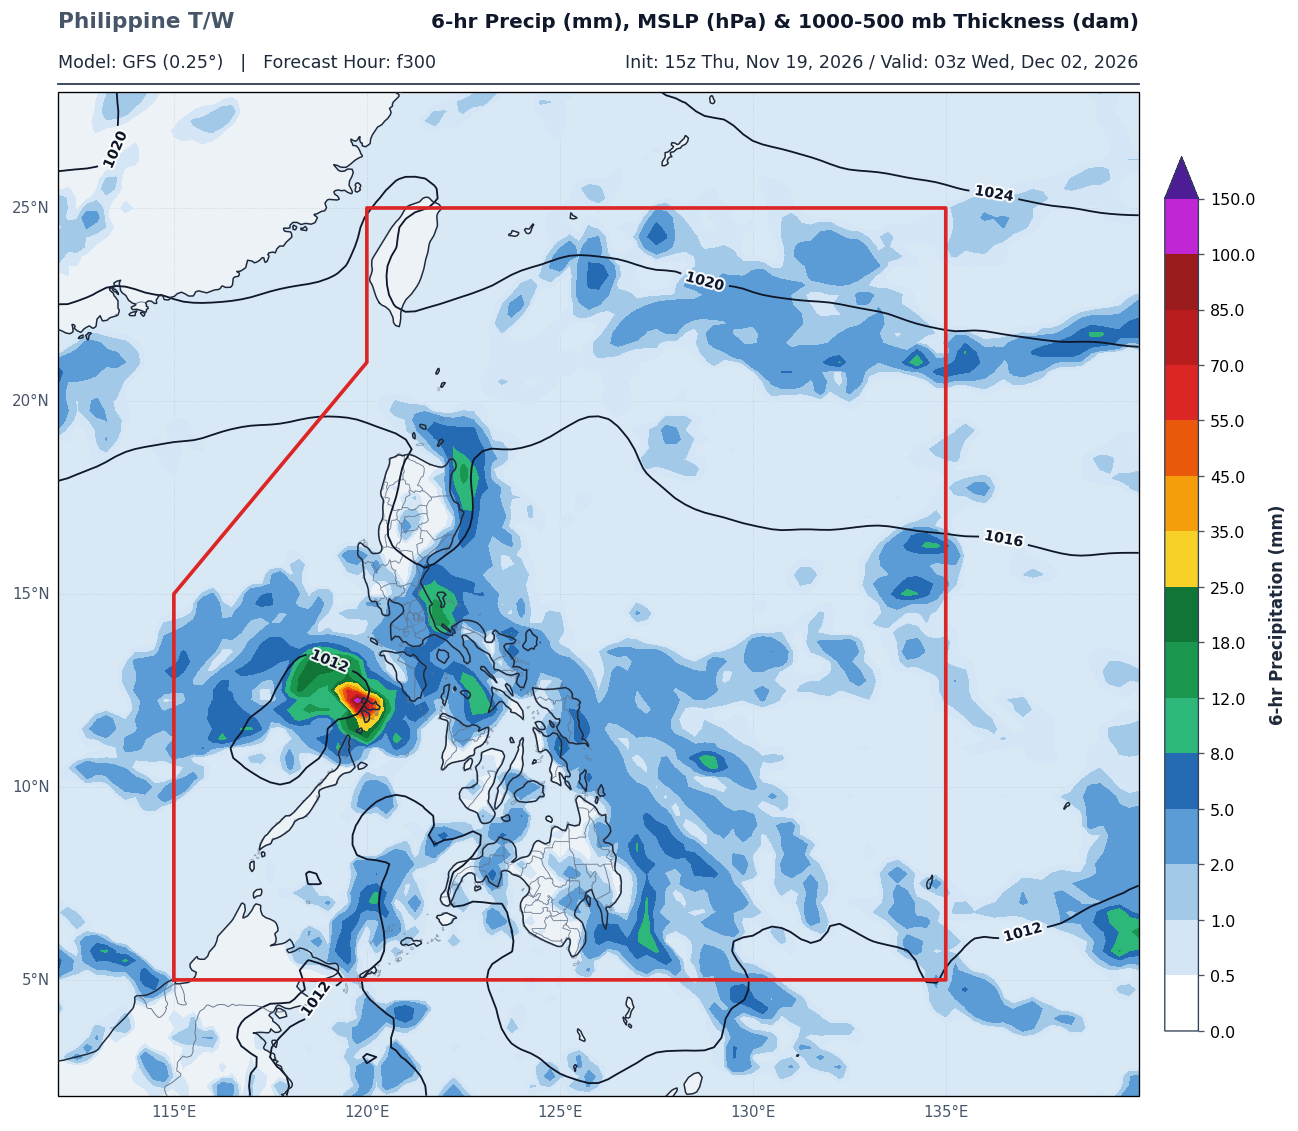 Philippine T/W
6-hr Precip (mm), MSLP (hPa) & 1000-500 mb Thickness (dam)
Model: GFS (0.25°) | Forecast Hour: f300
Init: 15z Thu, Nov 19, 2026 / Valid: 03z Wed, Dec 02, 2026
1020
1024
1020
1016
1012
1012
1012
25°N
20°N
15°N
10°N
5°N
115°E
120°E
125°E
130°E
135°E
150.0
100.0
85.0
70.0
55.0
45.0
35.0
25.0
18.0
12.0
8.0
5.0
2.0
1.0
0.5
0.0
6-hr Precipitation (mm)